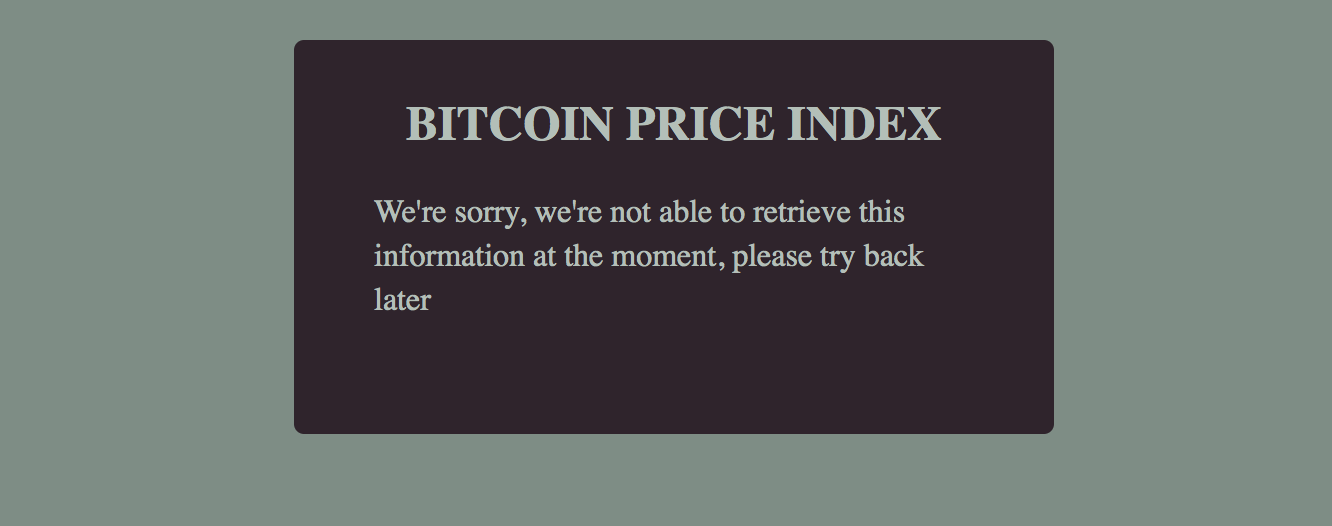 BITCOIN PRICE INDEX
We're sorry, we're not able to retrieve this
information at the moment, please try back
later